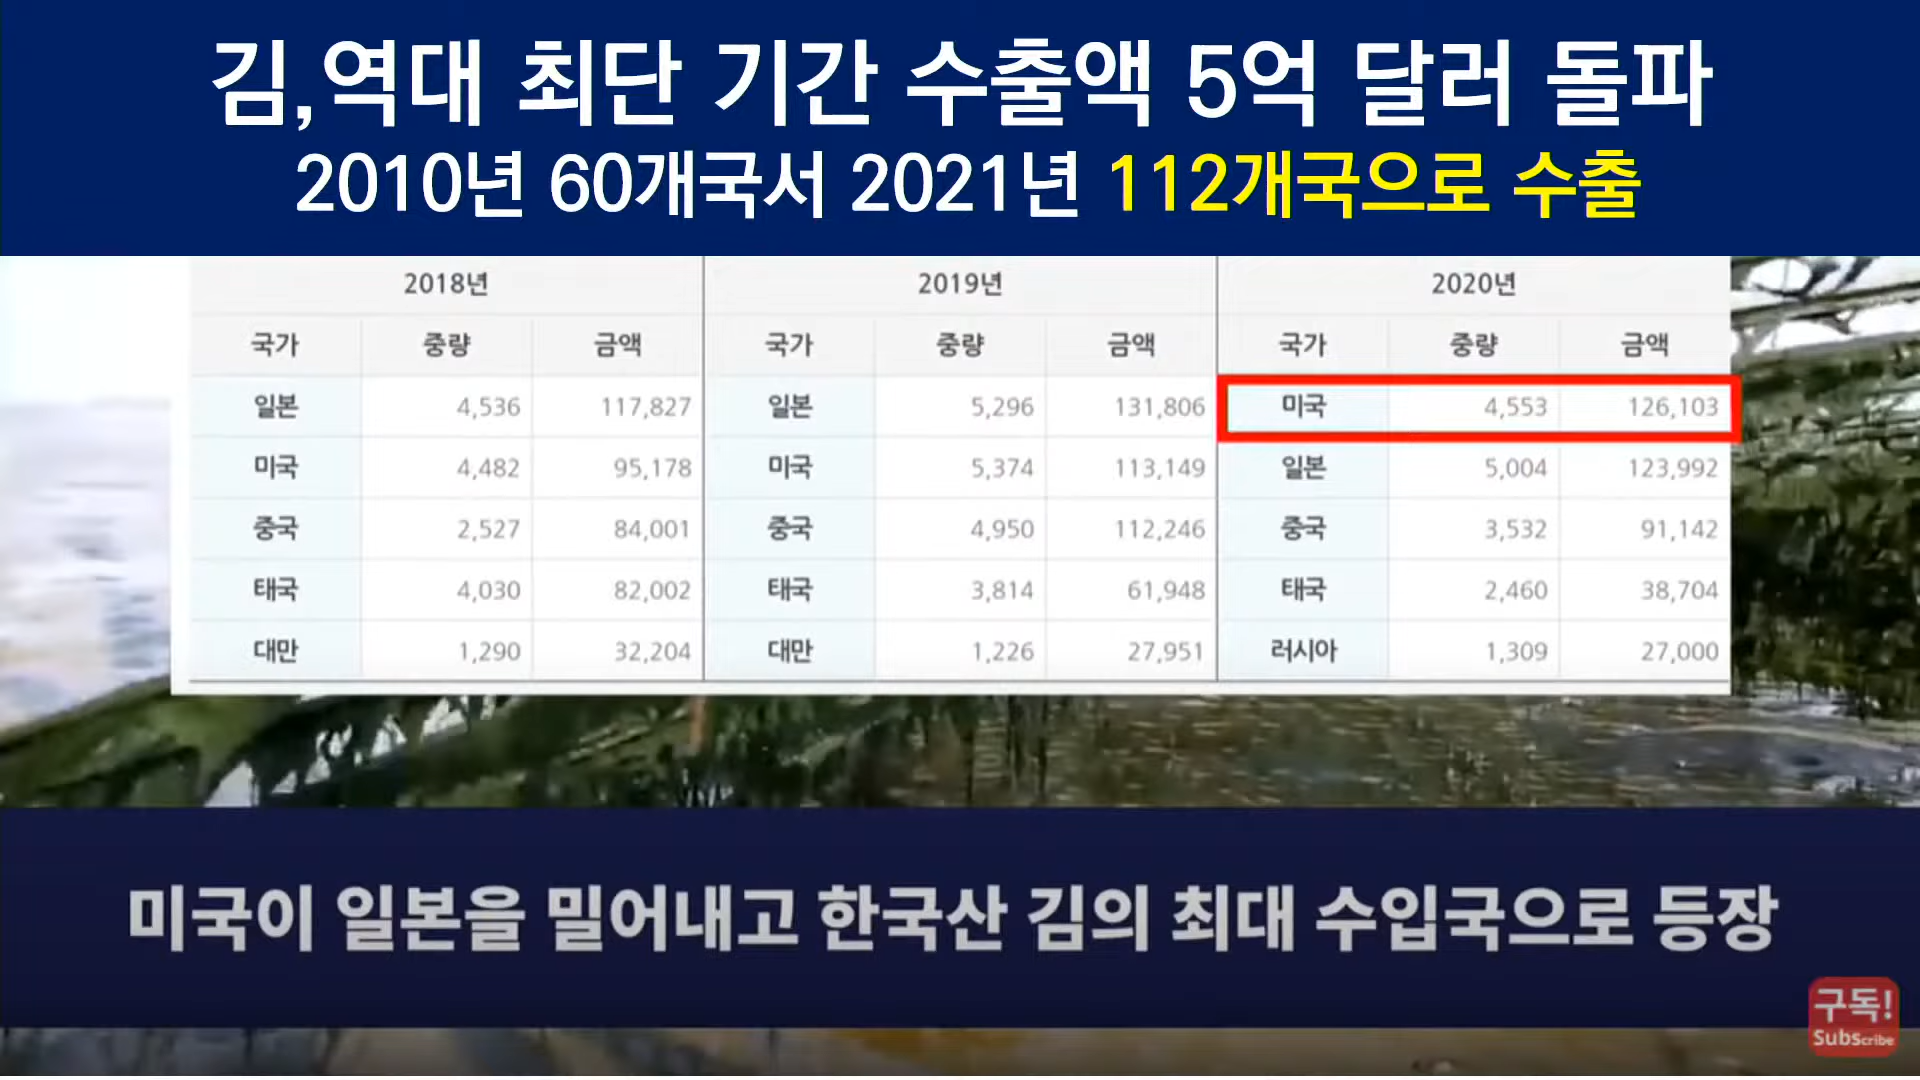 김,역대 최단 기간 수출액 5억 달러 돌파
2010년 60개국서 2021년 112개국으로 수출
2018년 2019년 2020년
국가 중량 금액 국가 중량 금액 국가 중량 금액
일본 4,536 117,827 일본 5,296 131,806 미국 4,553 126,103
미국 4,482 95,178 미국 5,374 113,149 일본 5,004 123,992
중국 2,527 84,001 중국 4,950 112,246 중국 3,532 91,142
태국 4,030 82,002 태국 3,814 61,948 태국 2,460 38,704
대만 1,290 32,204 대만 1,226 27,951 러시아 1,309 27,000
미국이 일본을 밀어내고 한국산 김의 최대 수입국으로 등장
구독!
Subscribe